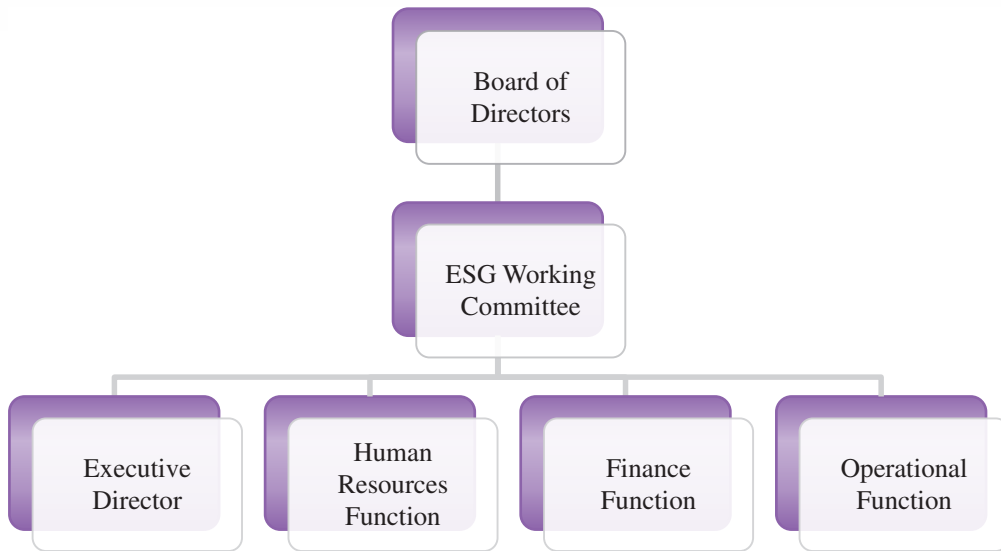 Board of
Directors
ESG Working
Committee
Executive
Director
Human
Resources
Function
Finance
Function
Operational
Function